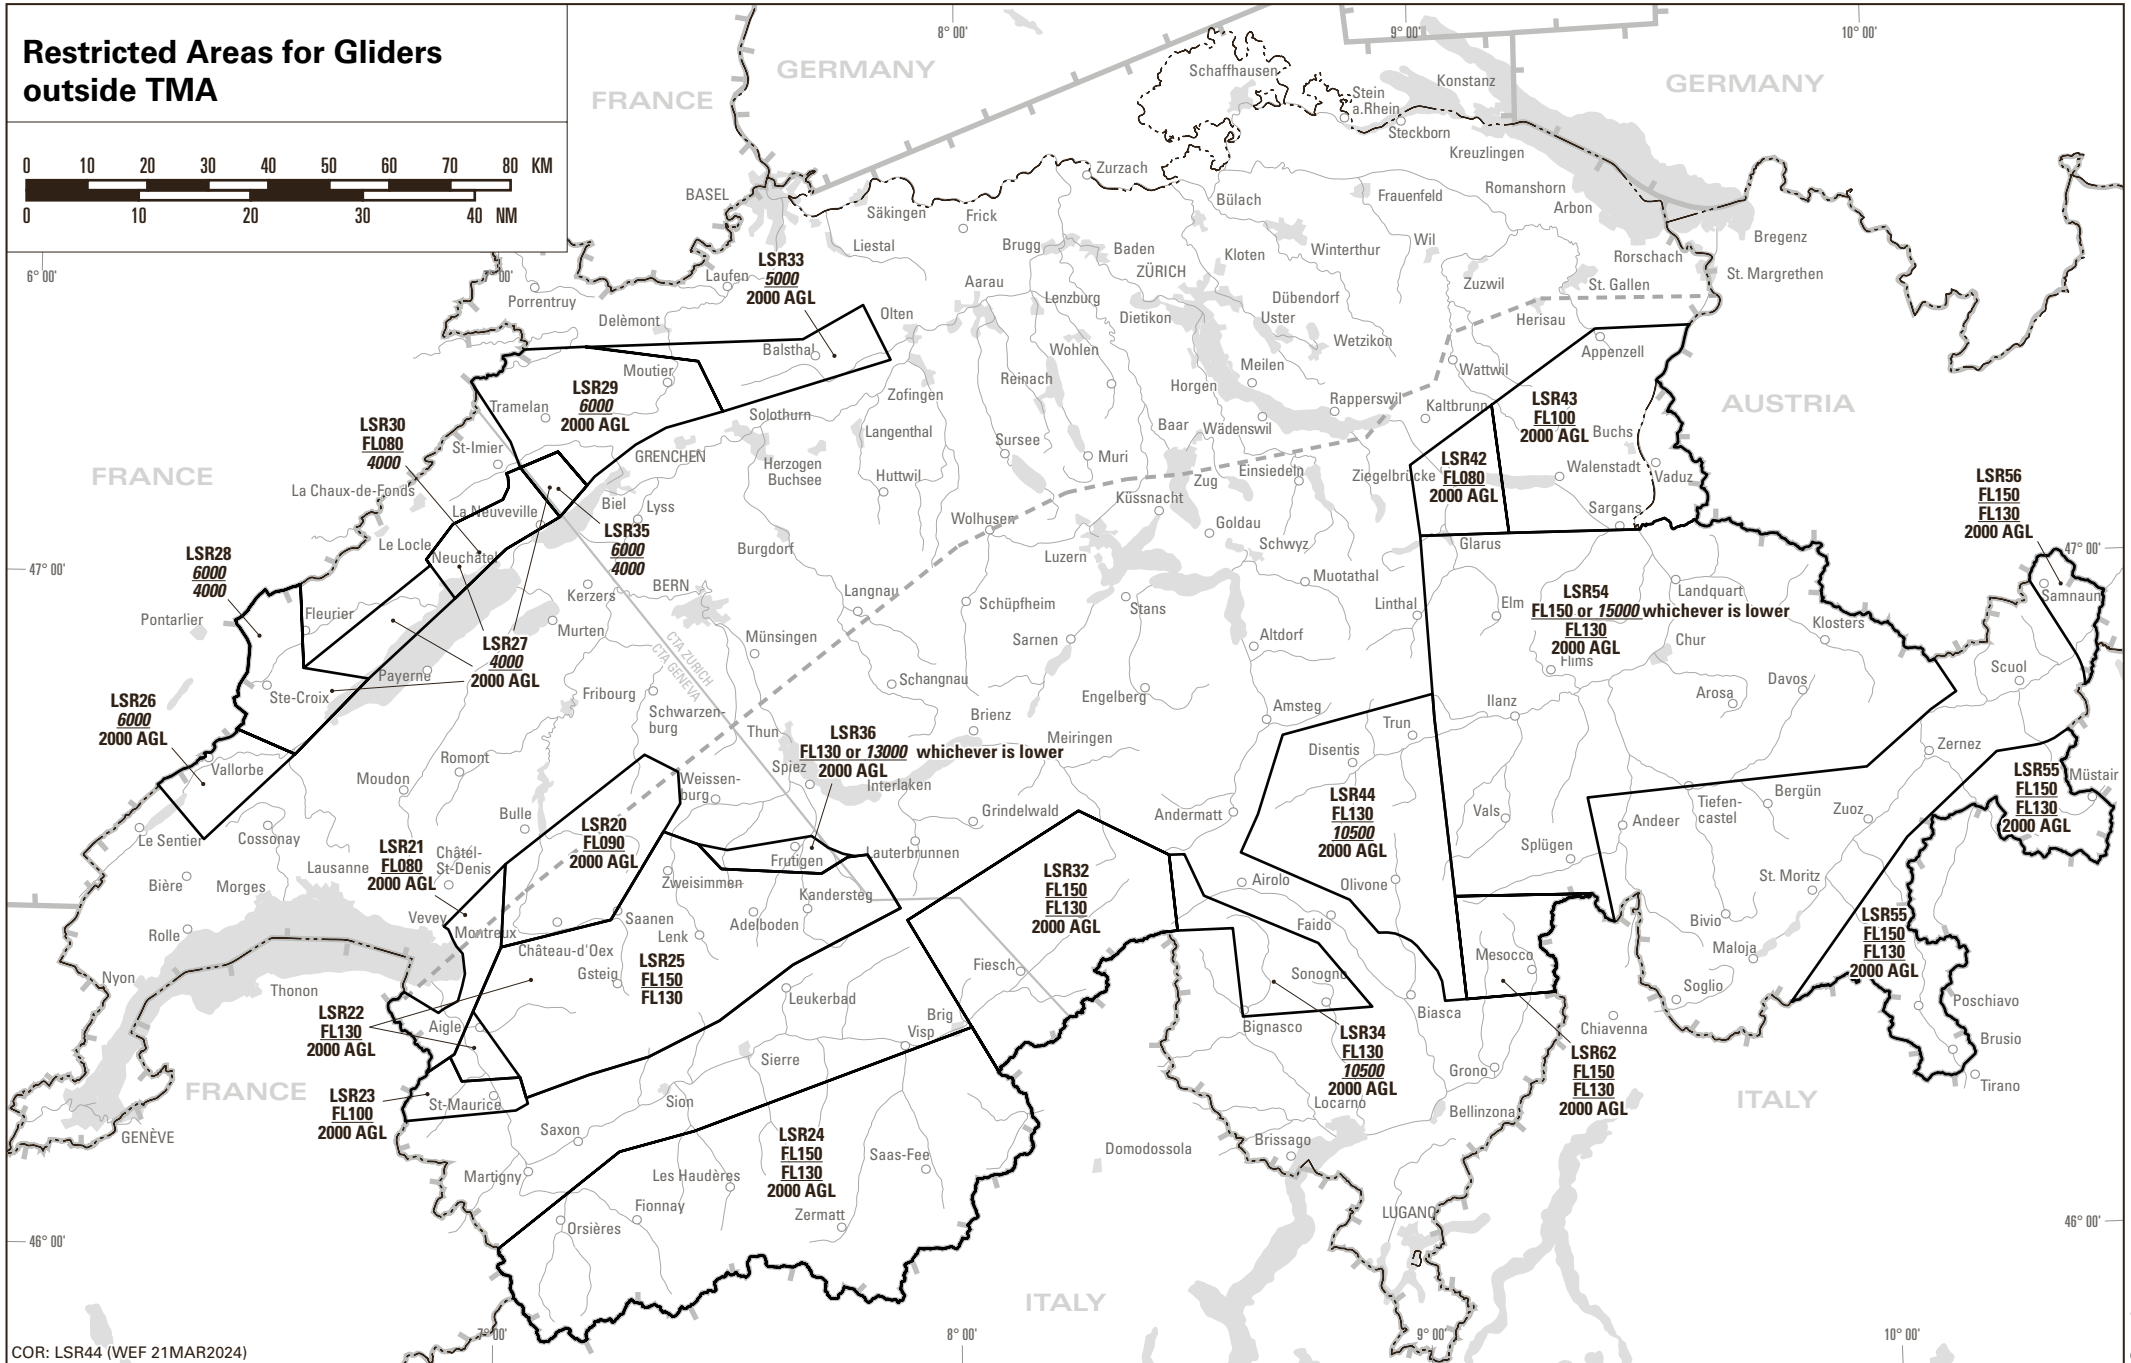 Restricted Areas for Gliders
outside TMA
0 10 20 30 40 50 60 70 80 KM
0 10 20 30 40 NM
8° 00'
9° 00'
10° 00'
6° 00'
7° 00'
GERMANY
FRANCE
GERMANY
Schaffhausen
Konstanz
Stein
a.Rhein
Steckborn
Kreuzlingen
Zurzach
BASEL
Säkingen
Frick
Bülach
Frauenfeld
Romanshorn
Arbon
Liestal
Brugg
Baden
Kloten
Winterthur
Wil
Rorschach
Bregenz
LSR33
5000
2000 AGL
Laufen
ZÜRICH
St. Margrethen
Porrentruy
Aarau
Lenzburg
Dübendorf
Zuzwil
St. Gallen
Delèmont
Olten
Dietikon
Uster
Herisau
Balsthal
Wohlen
Wetzikon
Appenzell
Moutier
Meilen
Wattwil
LSR29
6000
2000 AGL
Reinach
Horgen
Zofingen
Rapperswil
Kaltbrunn
LSR43
FL100
2000 AGL
AUSTRIA
Tramelan
Solothurn
LSR30
FL080
4000
Langenthal
Baar
Wädenswil
Buchs
St-Imier
GRENCHEN
Sursee
Muri
Herzogen
Buchsee
Huttwil
Einsiedeln
Ziegelbrücke
LSR42
FL080
2000 AGL
Walenstadt
Vaduz
FRANCE
La Chaux-de-Fonds
Zug
LSR56
FL150
FL130
2000 AGL
Biel
Lyss
Küssnacht
Sargans
La Neuveville
Wolhusen
Goldau
LSR35
6000
4000
Le Locle
Neuchâtel
Burgdorf
Luzern
Schwyz
Glarus
47° 00'
47° 00'
LSR28
6000
4000
Muotathal
BERN
Kerzers
Langnau
Schüpfheim
Stans
Linthal
Elm
LSR54
FL150 or 15000 whichever is lower
FL130
2000 AGL
Landquart
Samnaun
Pontarlier
Fleurier
Murten
Münsingen
Sarnen
Altdorf
Klosters
Chur
LSR27
4000
2000 AGL
CTA ZÜRICH
CTA GENEVA
Flims
Scuol
Payerne
Schangnau
Engelberg
Arosa
Davos
Ste-Croix
Fribourg
LSR26
6000
2000 AGL
Schwarzen-
burg
Brienz
Amsteg
Trun
Ilanz
Thun
LSR36
FL130 or 13000 whichever is lower
2000 AGL
Meiringen
Disentis
Zernez
Vallorbe
Romont
Moudon
Spiez
Interlaken
Weissen-
burg
LSR55
FL150
FL130
2000 AGL
Müstair
Bergün
Tiefen-
castel
Zuoz
LSR44
FL130
10500
2000 AGL
Bulle
Grindelwald
Andermatt
Vals
Andeer
Le Sentier
Cossonay
LSR20
FL090
2000 AGL
LSR21
FL080
2000 AGL
Châtel-
St-Denis
Lausanne
Frutigen
Lauterbrunnen
Splügen
Bière
Morges
Zweisimmen
Kandersteg
LSR32
FL150
FL130
2000 AGL
Airolo
Olivone
St. Moritz
Vevey
Montreux
Saanen
Adelboden
Faido
Bivio
LSR55
FL150
FL130
2000 AGL
Rolle
Lenk
Château-d'Oex
Gsteig
LSR25
FL150
FL130
Maloja
Mesocco
Nyon
Fiesch
Sonogno
Soglio
Thonon
Leukerbad
Poschiavo
LSR22
FL130
2000 AGL
Aigle
Brig
Visp
Bignasco
Biasca
Chiavenna
LSR34
FL130
10500
2000 AGL
Brusio
Sierre
LSR62
FL150
FL130
2000 AGL
Grono
Tirano
FRANCE
LSR23
FL100
2000 AGL
St-Maurice
Sion
Locarno
Bellinzona
ITALY
GENÈVE
Saxon
LSR24
FL150
FL130
2000 AGL
Brissago
Domodossola
Saas-Fee
Martigny
Les Haudères
Fionnay
Zermatt
Orsières
LUGANO
46° 00'
46° 00'
ITALY
7° 00'
8° 00'
9° 00'
10° 00'
COR: LSR44 (WEF 21MAR2024)